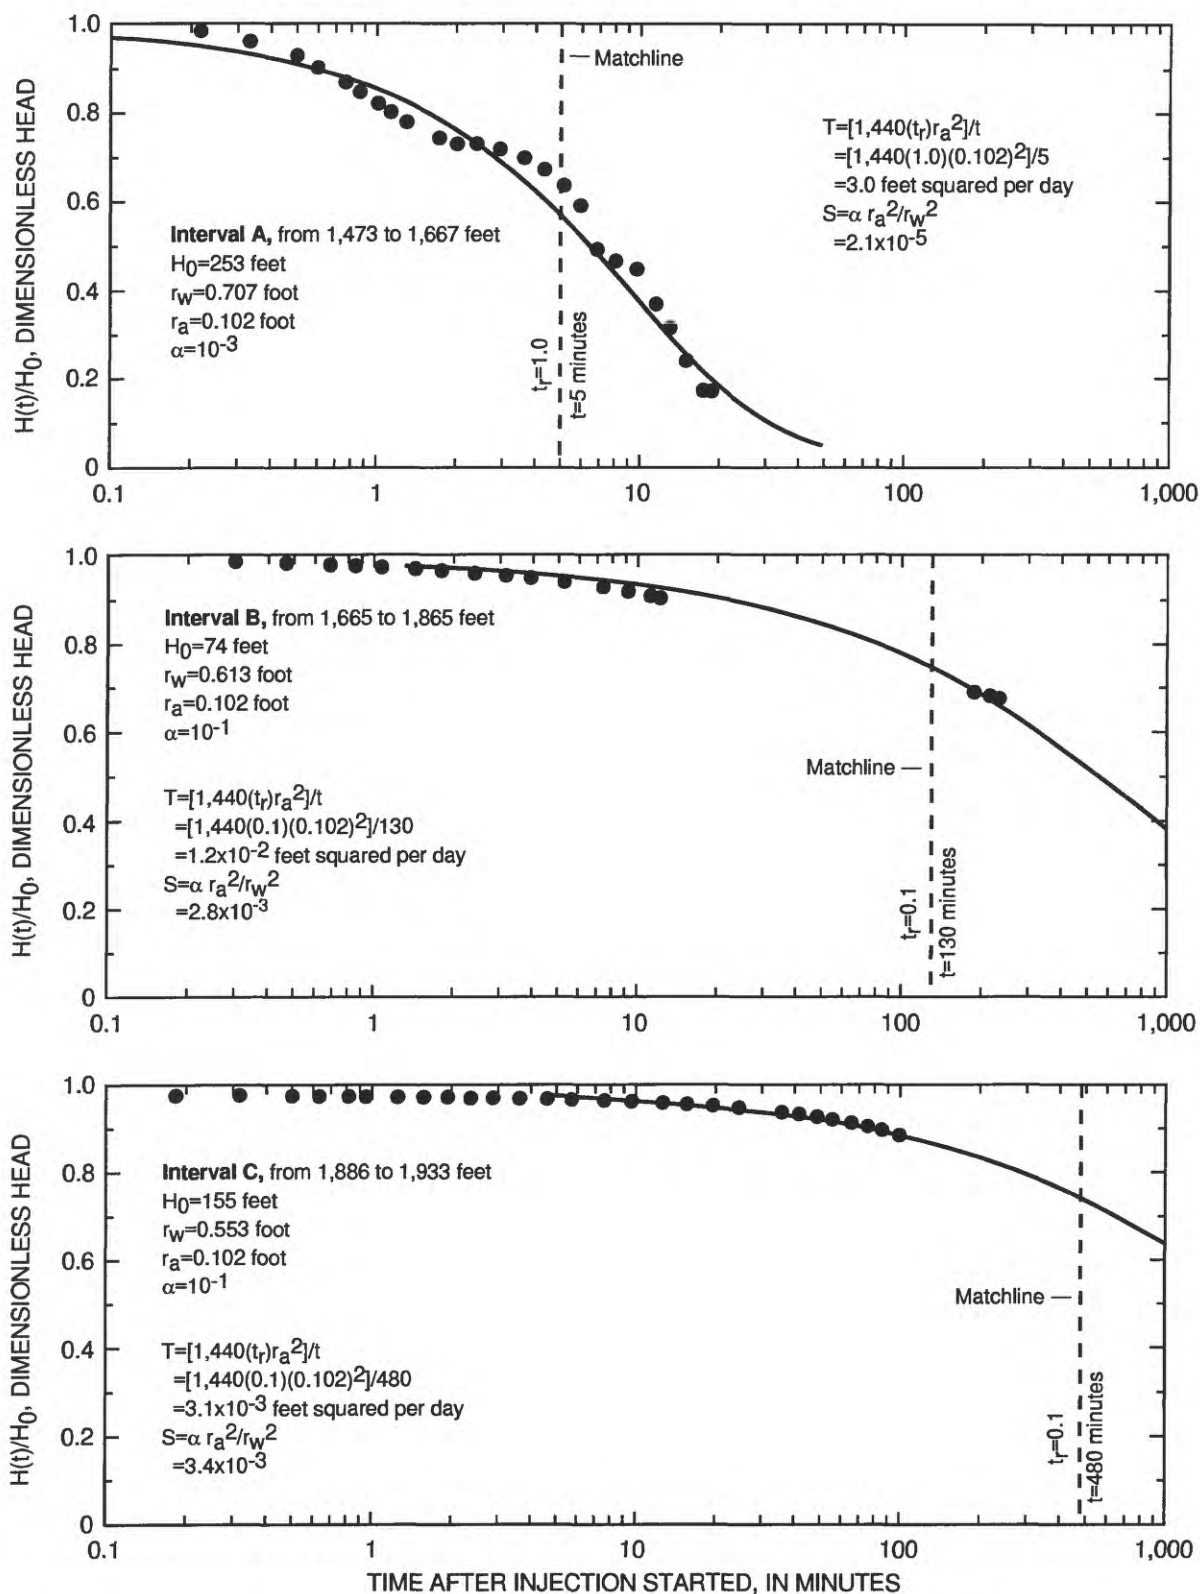 H(t)/H₀, DIMENSIONLESS HEAD
1.0
0.8
0.6
0.4
0.2
0
Matchline
T=[1,440(tᵣ)rₐ²]/t
=[1,440(1.0)(0.102)²]/5
=3.0 feet squared per day
S=α rₐ²/r_w²
=2.1x10⁻⁵
Interval A, from 1,473 to 1,667 feet
H₀=253 feet
r_w=0.707 foot
rₐ=0.102 foot
α=10⁻³
tᵣ=1.0
t=5 minutes
0.1 1 10 100 1,000
H(t)/H₀, DIMENSIONLESS HEAD
1.0
0.8
0.6
0.4
0.2
0
Interval B, from 1,665 to 1,865 feet
H₀=74 feet
r_w=0.613 foot
rₐ=0.102 foot
α=10⁻¹
Matchline
T=[1,440(tᵣ)rₐ²]/t
=[1,440(0.1)(0.102)²]/130
=1.2x10⁻² feet squared per day
S=α rₐ²/r_w²
=2.8x10⁻³
tᵣ=0.1
t=130 minutes
0.1 1 10 100 1,000
H(t)/H₀, DIMENSIONLESS HEAD
1.0
0.8
0.6
0.4
0.2
0
Interval C, from 1,886 to 1,933 feet
H₀=155 feet
r_w=0.553 foot
rₐ=0.102 foot
α=10⁻¹
Matchline
T=[1,440(tᵣ)rₐ²]/t
=[1,440(0.1)(0.102)²]/480
=3.1x10⁻³ feet squared per day
S=α rₐ²/r_w²
=3.4x10⁻³
tᵣ=0.1
t=480 minutes
0.1 1 10 100 1,000
TIME AFTER INJECTION STARTED, IN MINUTES